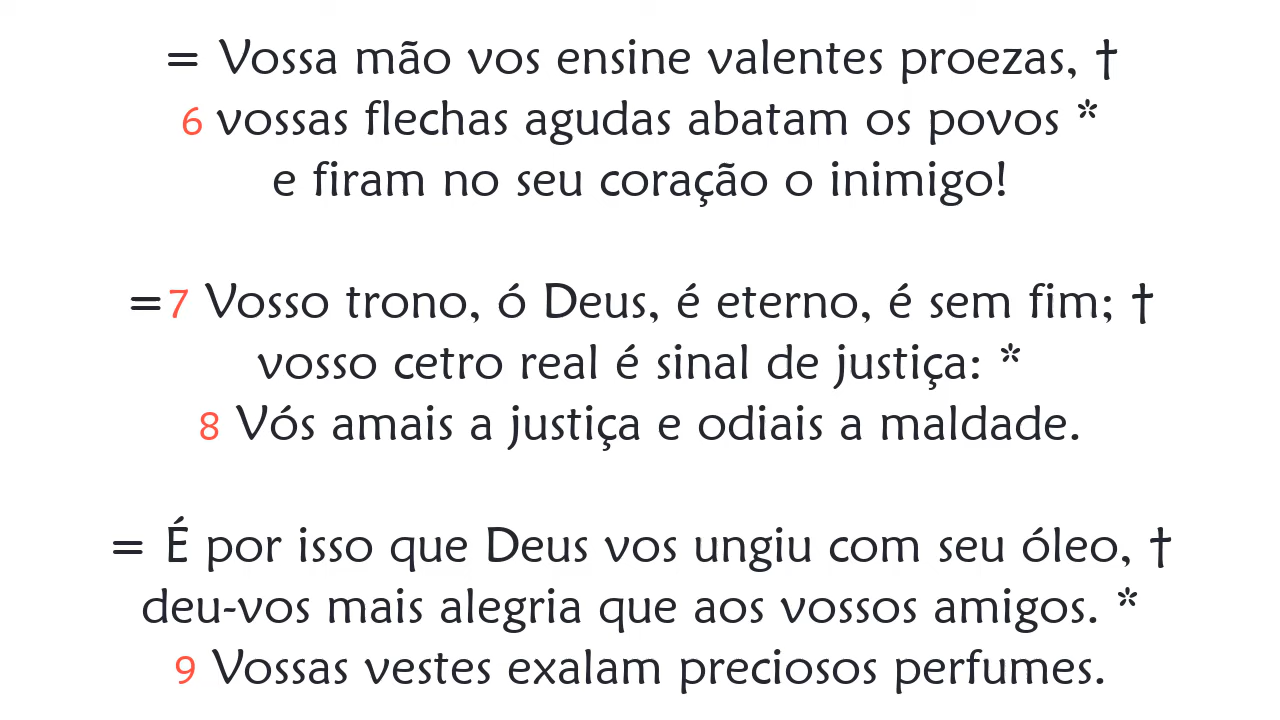 = Vossa mão vos ensine valentes proezas, †
6 vossas flechas agudas abatam os povos *
e firam no seu coração o inimigo!
=7 Vosso trono, ó Deus, é eterno, é sem fim; †
vosso cetro real é sinal de justiça: *
8 Vós amais a justiça e odiais a maldade.
= É por isso que Deus vos ungiu com seu óleo, †
deu-vos mais alegria que aos vossos amigos. *
9 Vossas vestes exalam preciosos perfumes.